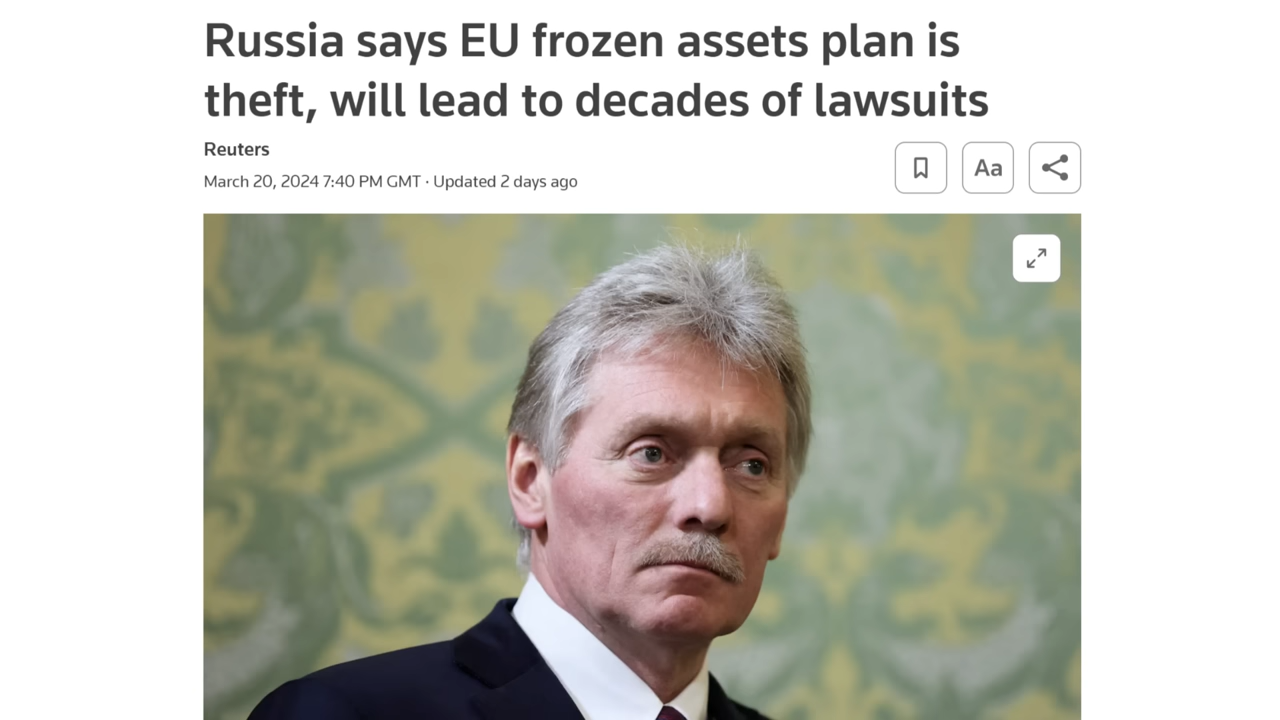 Russia says EU frozen assets plan is
theft, will lead to decades of lawsuits
Reuters
March 20, 2024 7:40 PM GMT · Updated 2 days ago
Aa